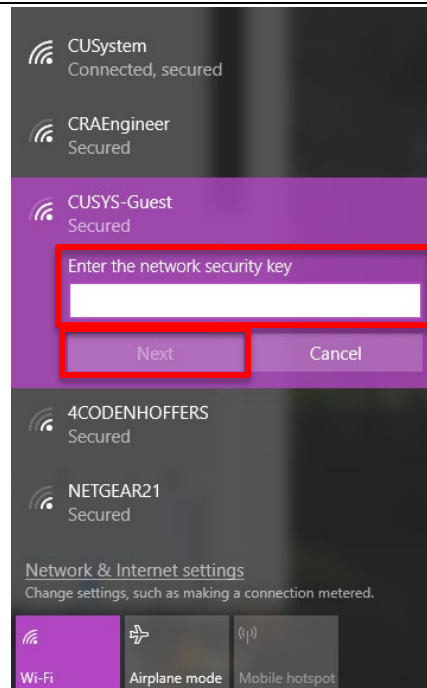 CUSystem
Connected, secured
CRAEngineer
Secured
CUSYS-Guest
Secured
Enter the network security key
Next
Cancel
4CODENHOFFERS
Secured
NETGEAR21
Secured
Network & Internet settings
Change settings, such as making a connection metered.
Wi-Fi
Airplane mode
Mobile hotspot